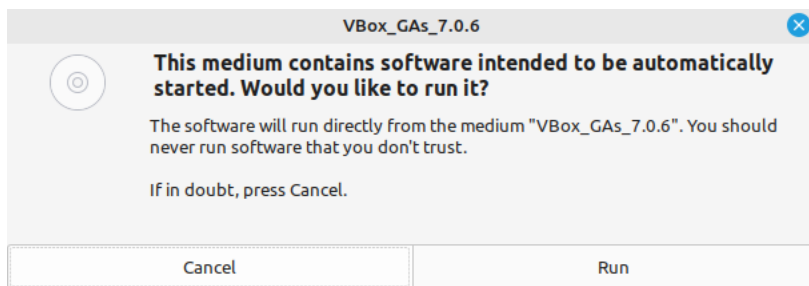 VBox_GAs_7.0.6
This medium contains software intended to be automatically
started. Would you like to run it?
The software will run directly from the medium "VBox_GAs_7.0.6". You should
never run software that you don't trust.
If in doubt, press Cancel.
Cancel
Run